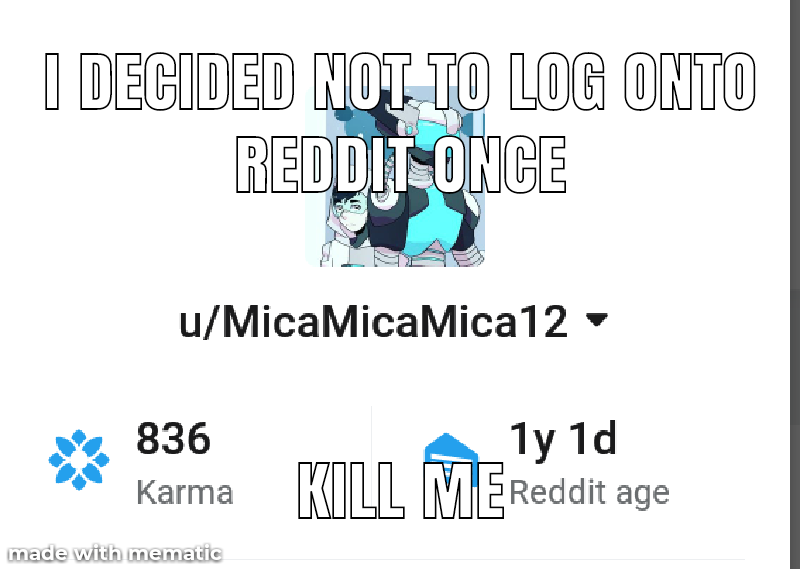 I DECIDED NOT TO LOG ONTO
REDDIT ONCE
u/MicaMicaMica12
836
1y 1d
Karma
KILL ME
Reddit age
made with mematic